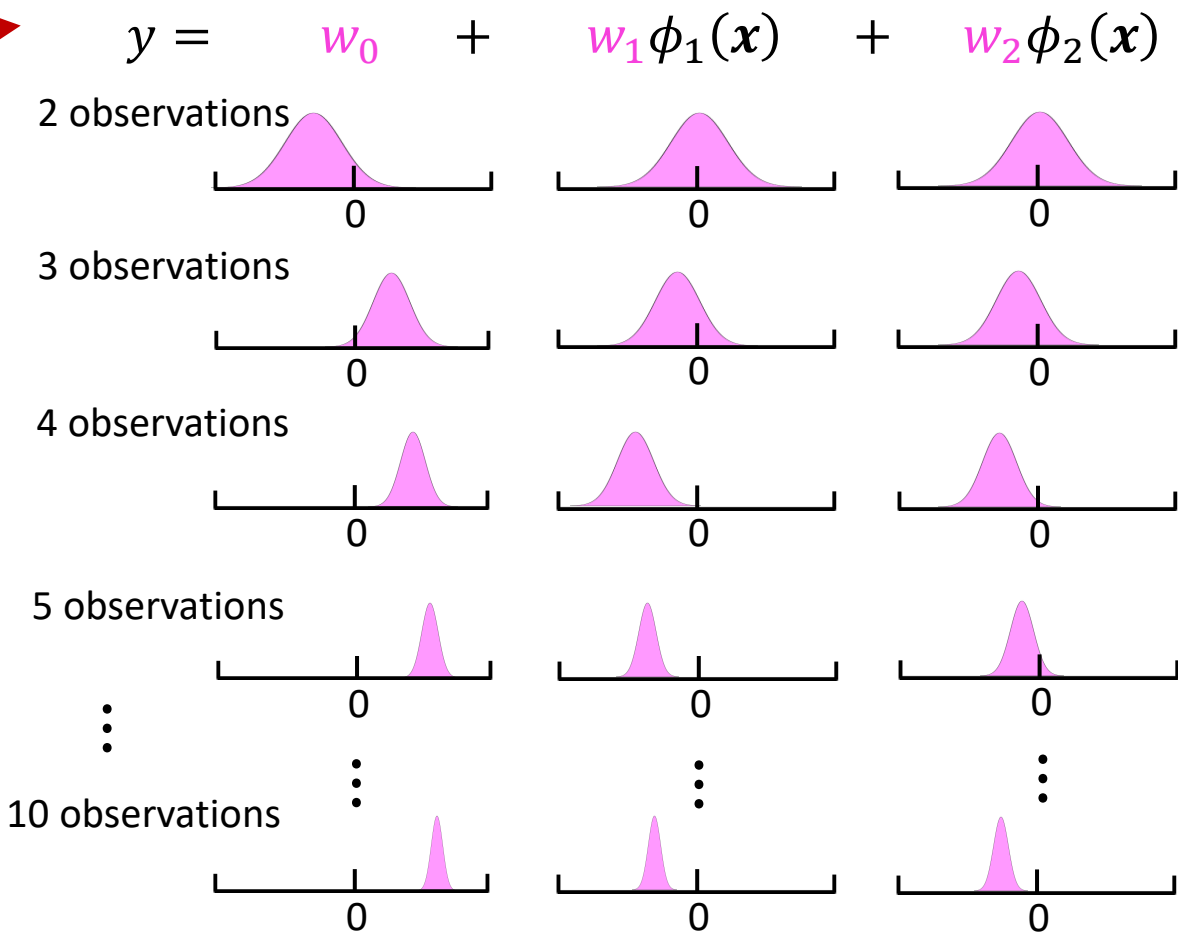 y = w₀ + w₁ϕ₁(𝒙) + w₂ϕ₂(𝒙)
2 observations
0 0 0
3 observations
0 0 0
4 observations
0 0 0
5 observations
0 0 0
⋮
⋮ ⋮ ⋮
10 observations
0 0 0